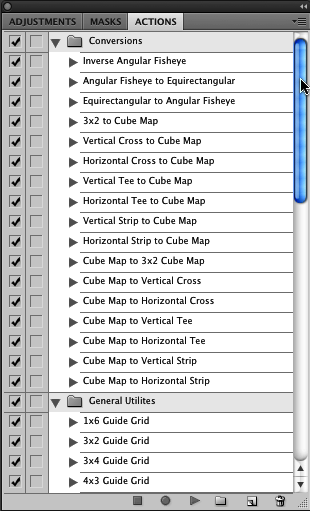 ADJUSTMENTS MASKS ACTIONS
Conversions
Inverse Angular Fisheye
Angular Fisheye to Equirectangular
Equirectangular to Angular Fisheye
3x2 to Cube Map
Vertical Cross to Cube Map
Horizontal Cross to Cube Map
Vertical Tee to Cube Map
Horizontal Tee to Cube Map
Vertical Strip to Cube Map
Horizontal Strip to Cube Map
Cube Map to 3x2 Cube Map
Cube Map to Vertical Cross
Cube Map to Horizontal Cross
Cube Map to Vertical Tee
Cube Map to Horizontal Tee
Cube Map to Vertical Strip
Cube Map to Horizontal Strip
General Utilites
1x6 Guide Grid
3x2 Guide Grid
3x4 Guide Grid
4x3 Guide Grid